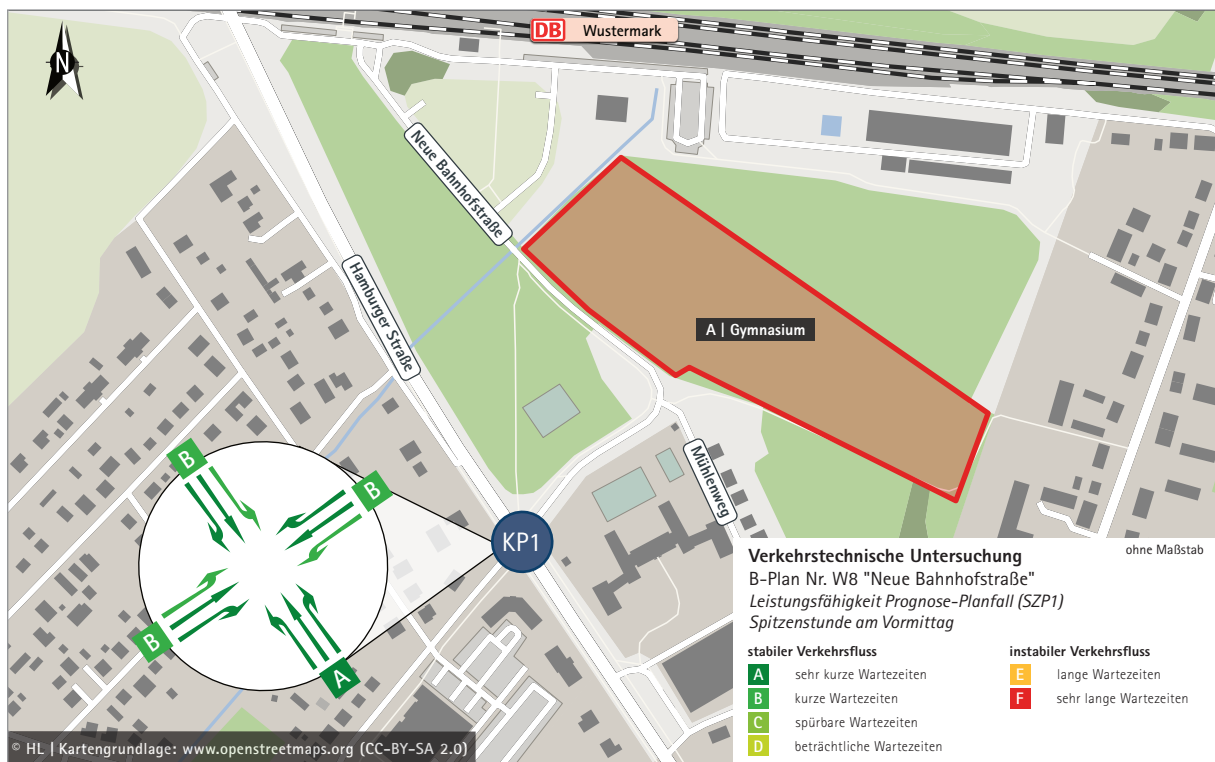 DB Wustermark
N
Neue Bahnhofstraße
Hamburger Straße
A | Gymnasium
Mühlenweg
B
B
B
A
KP1
Verkehrstechnische Untersuchung
ohne Maßstab
B-Plan Nr. W8 "Neue Bahnhofstraße"
Leistungsfähigkeit Prognose-Planfall (SZP1)
Spitzenstunde am Vormittag
stabiler Verkehrsfluss
A sehr kurze Wartezeiten
B kurze Wartezeiten
C spürbare Wartezeiten
D beträchtliche Wartezeiten
instabiler Verkehrsfluss
E lange Wartezeiten
F sehr lange Wartezeiten
© HL | Kartengrundlage: www.openstreetmaps.org (CC-BY-SA 2.0)